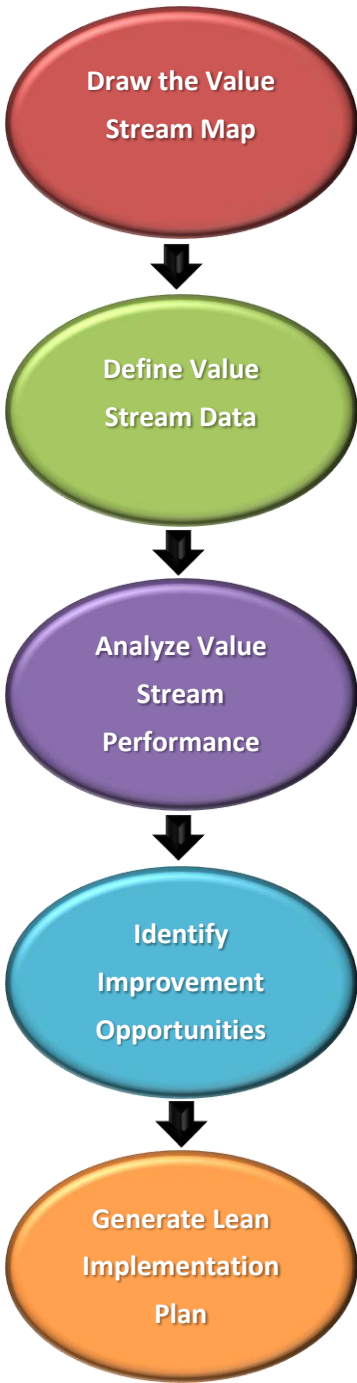 Draw the Value
Stream Map
Define Value
Stream Data
Analyze Value
Stream
Performance
Identify
Improvement
Opportunities
Generate Lean
Implementation
Plan